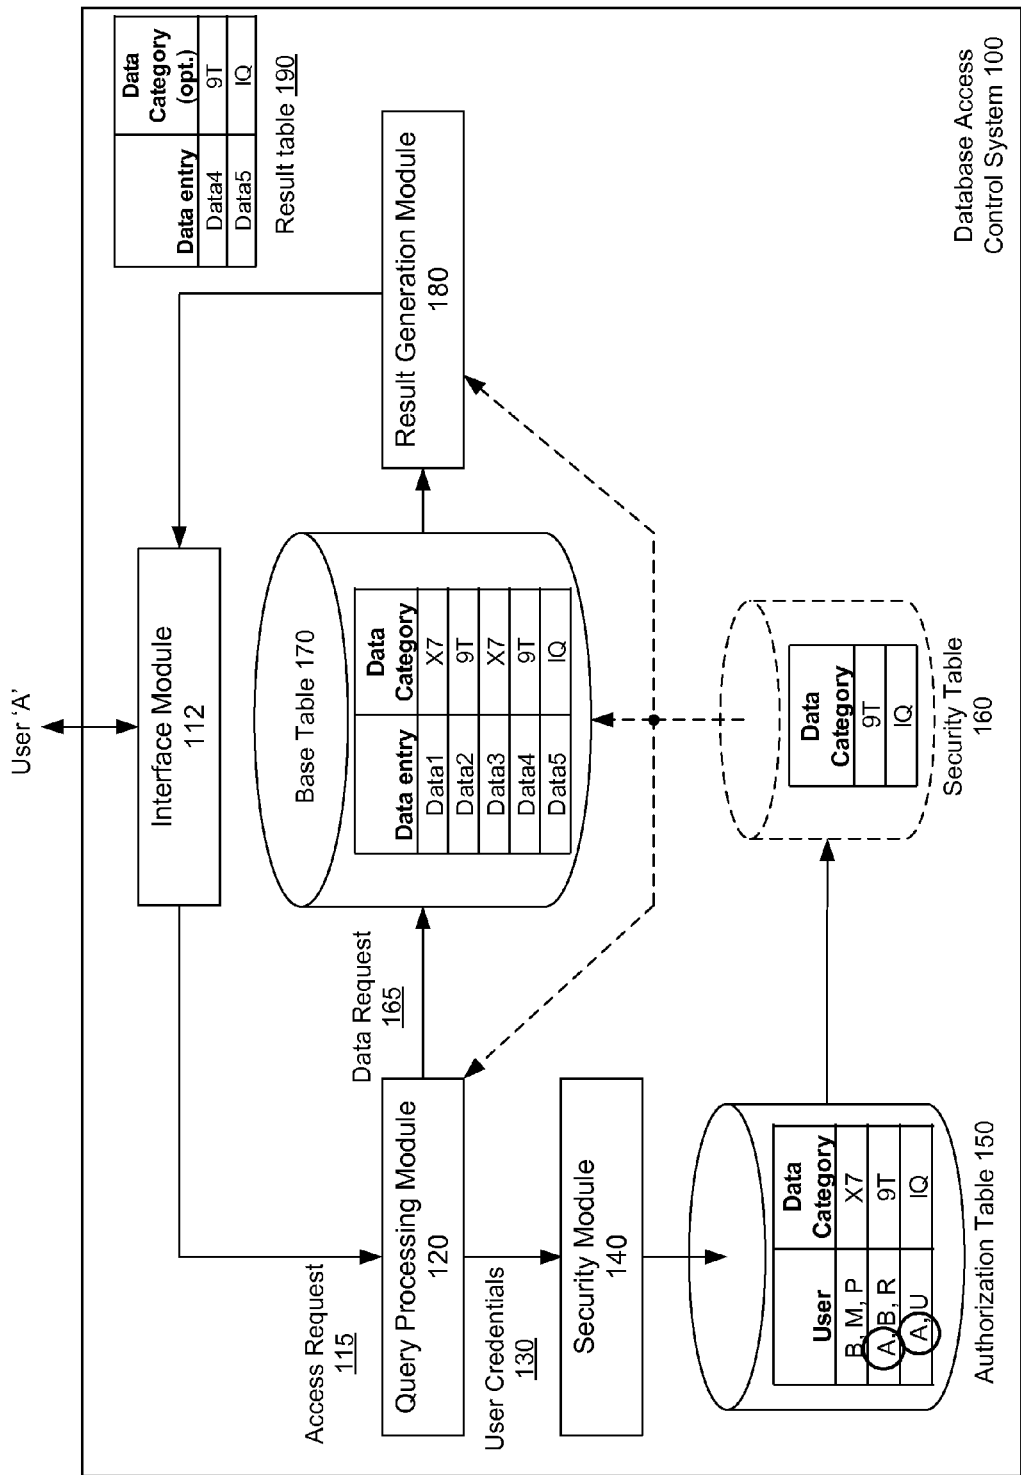 User 'A'
Interface Module
112
Access Request
115
Query Processing Module
120
Data Request
165
Base Table 170
Data entry Data Category
Data1 X7
Data2 9T
Data3 X7
Data4 9T
Data5 IQ
Result Generation Module
180
Data entry Data Category (opt.)
Data4 9T
Data5 IQ
Result table 190
User Credentials
130
Security Module
140
User Data Category
B, M, P X7
A, B, R 9T
A, U IQ
Authorization Table 150
Data Category
9T
IQ
Security Table
160
Database Access
Control System 100